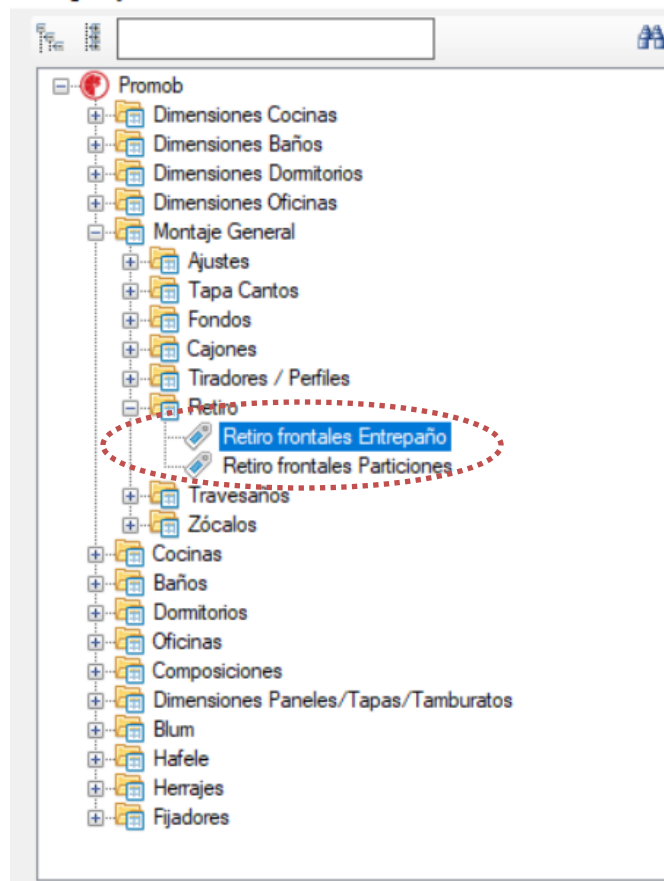 Promob
Dimensiones Cocinas
Dimensiones Baños
Dimensiones Dormitorios
Dimensiones Oficinas
Montaje General
Ajustes
Tapa Cantos
Fondos
Cajones
Tiradores / Perfiles
Retiro
Retiro frontales Entrepaño
Retiro frontales Particiones
Travesaños
Zócalos
Cocinas
Baños
Dormitorios
Oficinas
Composiciones
Dimensiones Paneles/Tapas/Tamburatos
Blum
Hafele
Herrajes
Fijadores